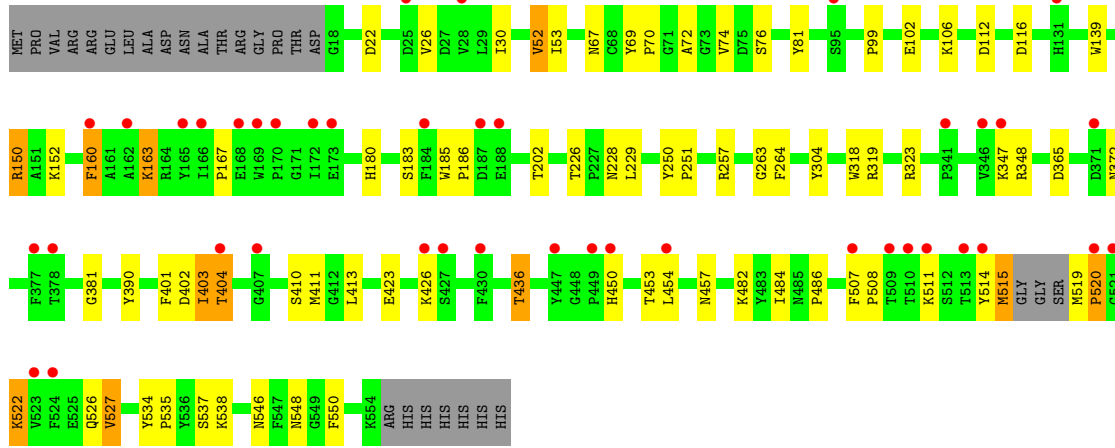 MET PRO VAL ARG ARG GLU LEU ALA ASP ASN ALA THR ARG GLY PRO THR ASP G18 D22 D25 V26 D27 V28 L29 I30 V52 I53 N67 C68 Y69 P70 G71 A72 G73 V74 D75 S76 Y81 S95 P99 E102 K106 D112 D116 H131 W139
R150 A151 K152 F160 A161 A162 K163 R164 Y165 I166 P167 E168 W169 P170 G171 I172 E173 H180 S183 F184 W185 P186 D187 E188 T202 T226 P227 N228 L229 Y250 P251 R257 G263 F264 Y304 W318 R319 R323 P341 V346 K347 R348 D365 D371 N372
F377 T378 G381 Y390 F401 D402 I403 T404 G407 S410 M411 G412 L413 E423 K426 S427 F430 T436 Y447 G448 P449 H450 T453 L454 N457 K482 Y483 I484 N485 P486 F507 P508 T509 T510 K511 S512 T513 Y514 M515 GLY GLY SER M519 P520 G521
K522 V523 F524 E525 Q526 V527 Y534 P535 Y536 S537 K538 N546 F547 N548 G549 F550 K554 ARG HIS HIS HIS HIS HIS HIS